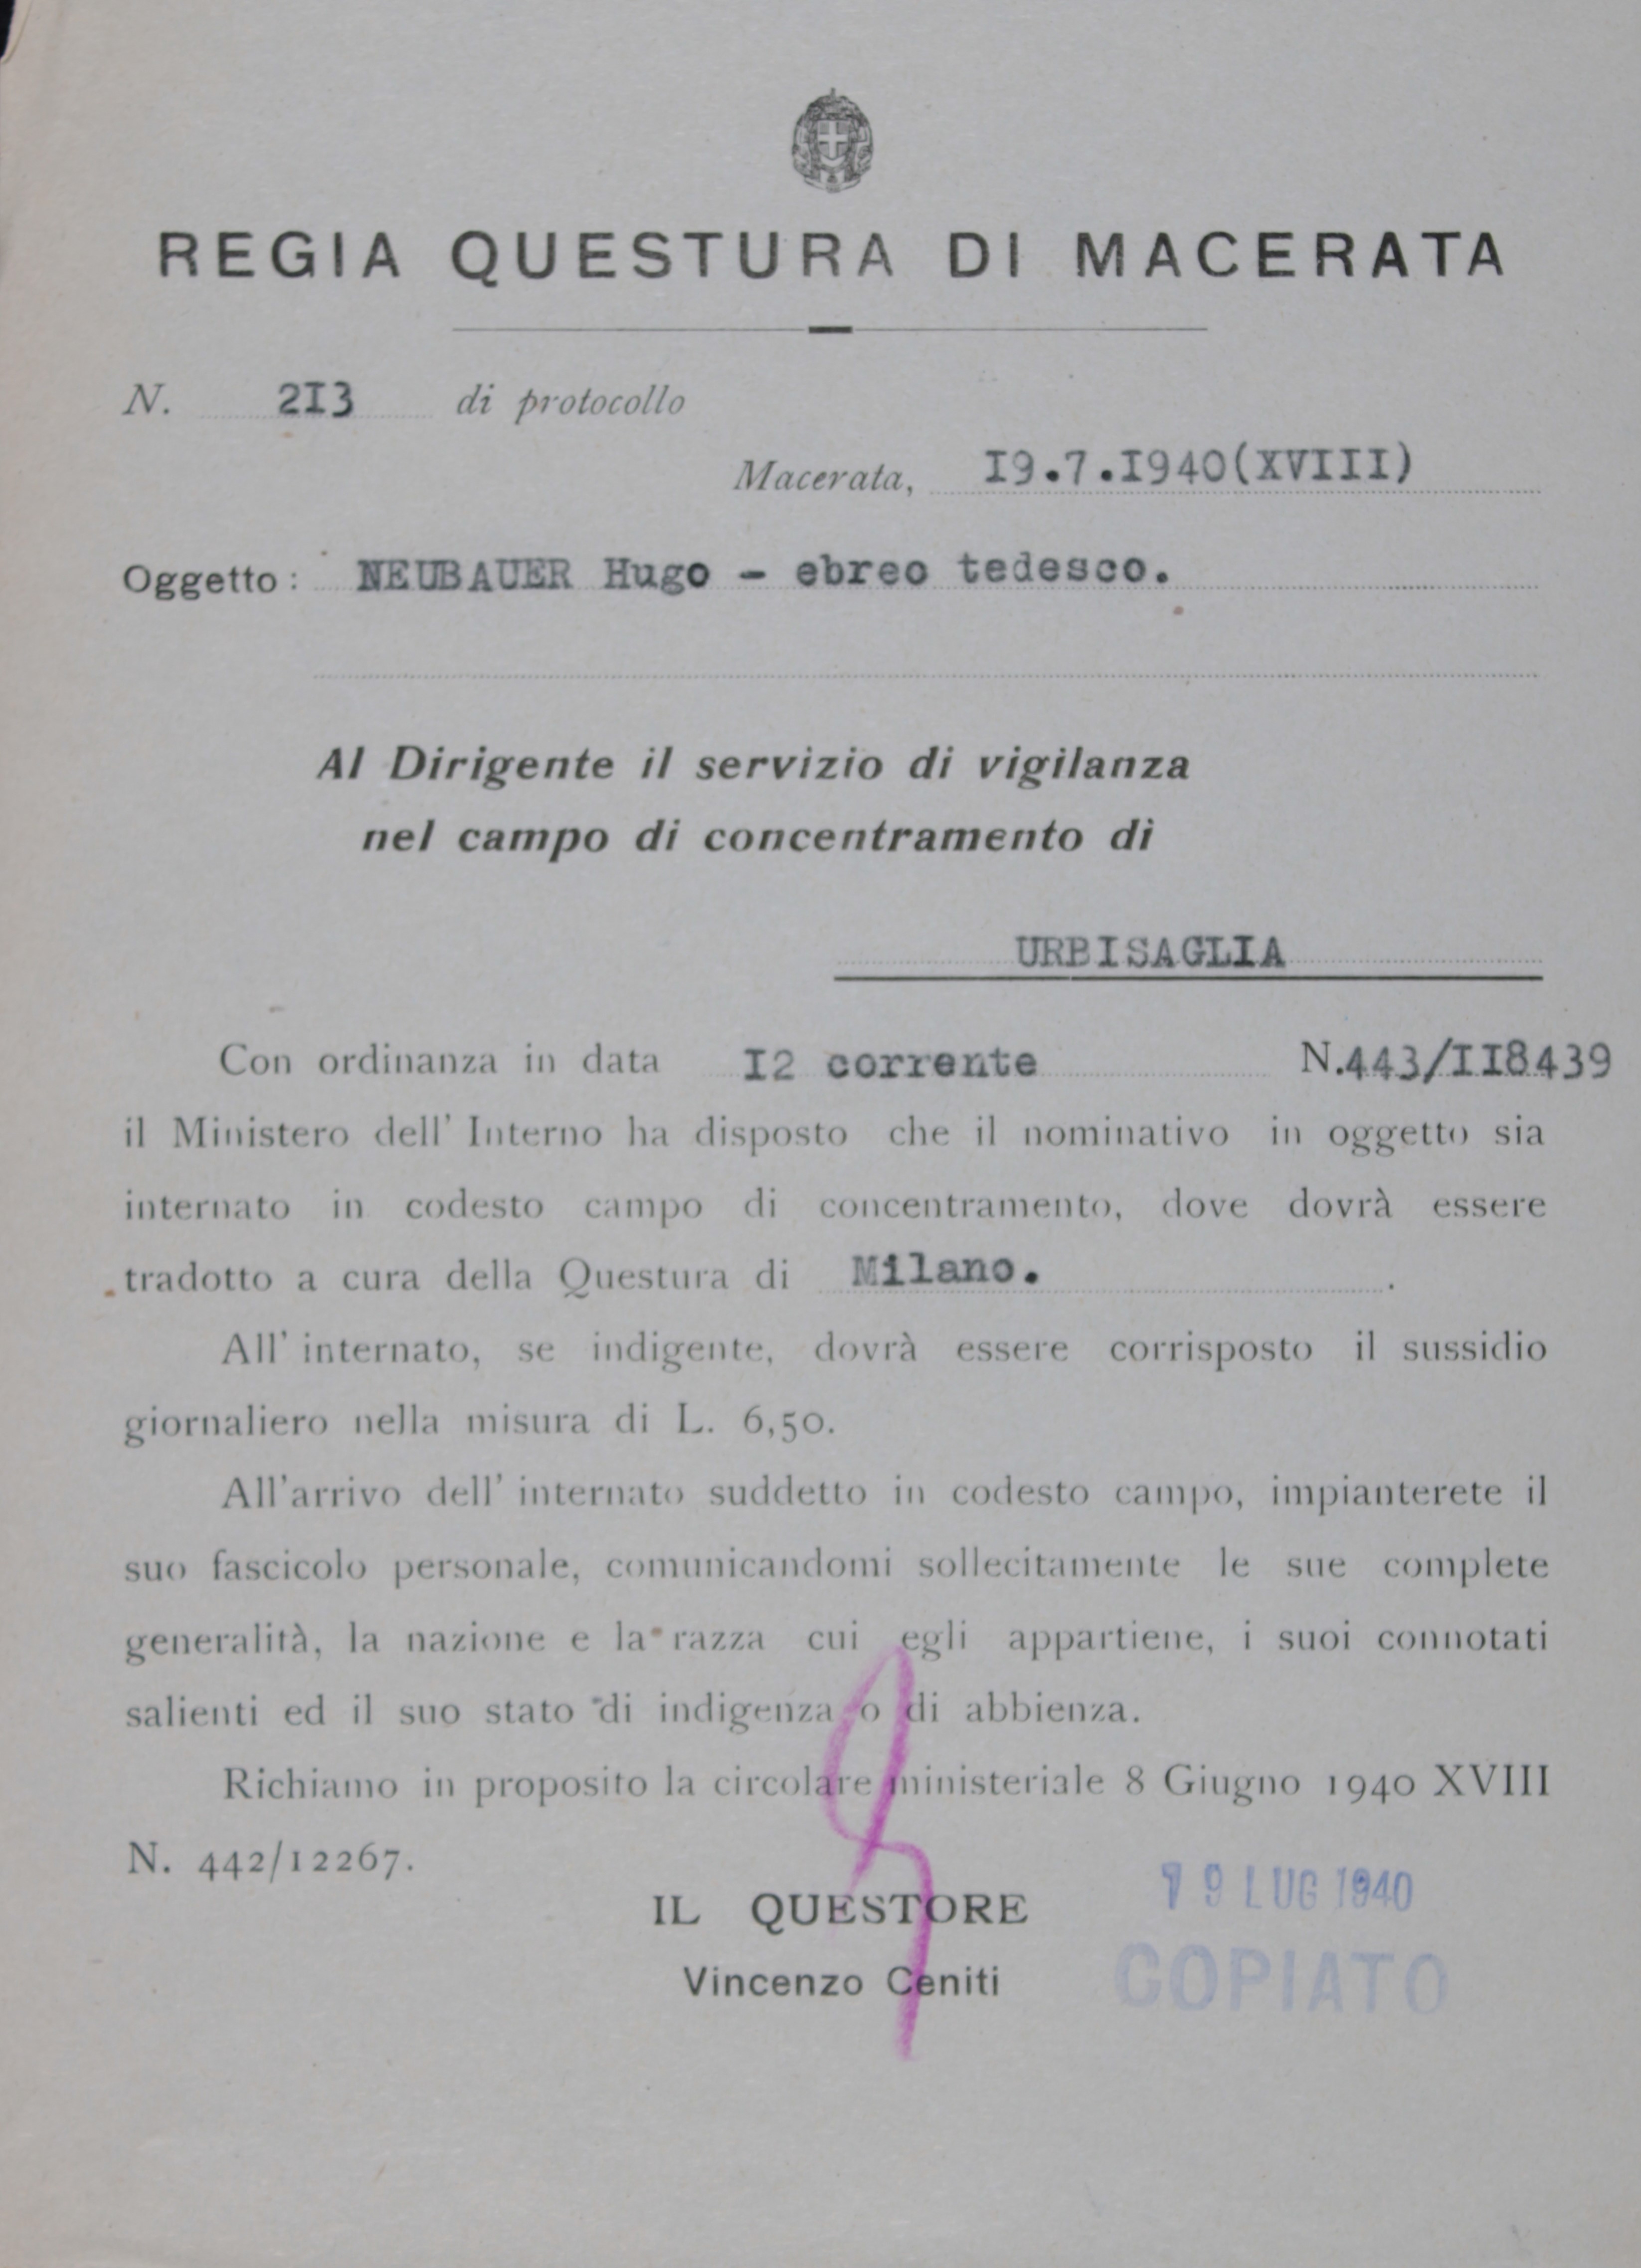 REGIA QUESTURA DI MACERATA
N. 2I3 di protocollo
Macerata, I9.7.I940(XVIII)
Oggetto: NEUBAUER Hugo - ebreo tedesco.
Al Dirigente il servizio di vigilanza
nel campo di concentramento di
URBISAGLIA
Con ordinanza in data I2 corrente N.443/II8439
il Ministero dell' Interno ha disposto che il nominativo in oggetto sia
internato in codesto campo di concentramento, dove dovrà essere
tradotto a cura della Questura di Milano.
All' internato, se indigente, dovrà essere corrisposto il sussidio
giornaliero nella misura di L. 6,50.
All'arrivo dell' internato suddetto in codesto campo, impianterete il
suo fascicolo personale, comunicandomi sollecitamente le sue complete
generalità, la nazione e la razza cui egli appartiene, i suoi connotati
salienti ed il suo stato di indigenza o di abbienza.
Richiamo in proposito la circolare ministeriale 8 Giugno 1940 XVIII
N. 442/12267.
IL QUESTORE
Vincenzo Ceniti
19 LUG 1940
COPIATO